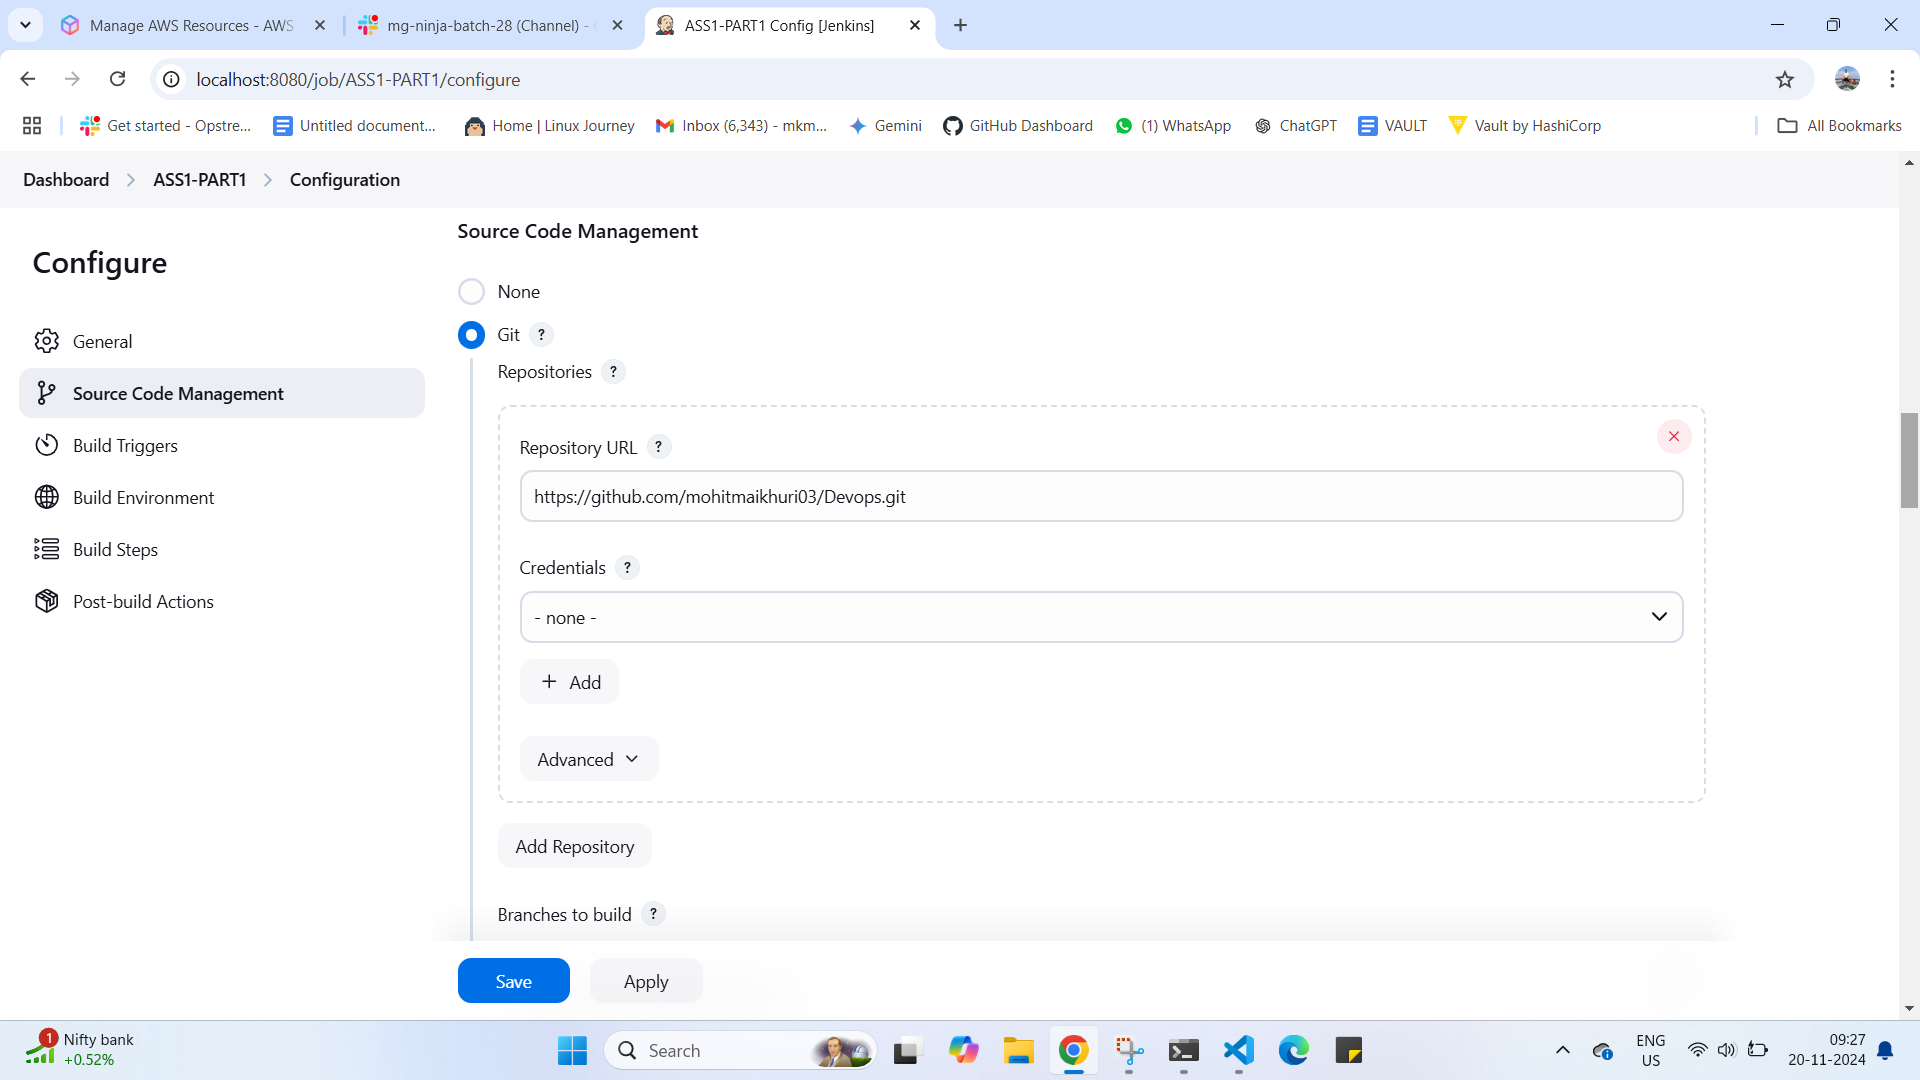 Manage AWS Resources - AWS
mg-ninja-batch-28 (Channel) -
ASS1-PART1 Config [Jenkins]
localhost:8080/job/ASS1-PART1/configure
Get started - Opstre...
Untitled document...
Home | Linux Journey
Inbox (6,343) - mkm...
Gemini
GitHub Dashboard
(1) WhatsApp
ChatGPT
VAULT
Vault by HashiCorp
All Bookmarks
Dashboard
ASS1-PART1
Configuration
Configure
General
Source Code Management
Build Triggers
Build Environment
Build Steps
Post-build Actions
Source Code Management
None
Git ?
Repositories ?
Repository URL ?
https://github.com/mohitmaikhuri03/Devops.git
Credentials ?
- none -
+ Add
Advanced
Add Repository
Branches to build ?
Save
Apply
1
Nifty bank
+0.52%
Search
ENG
US
09:27
20-11-2024